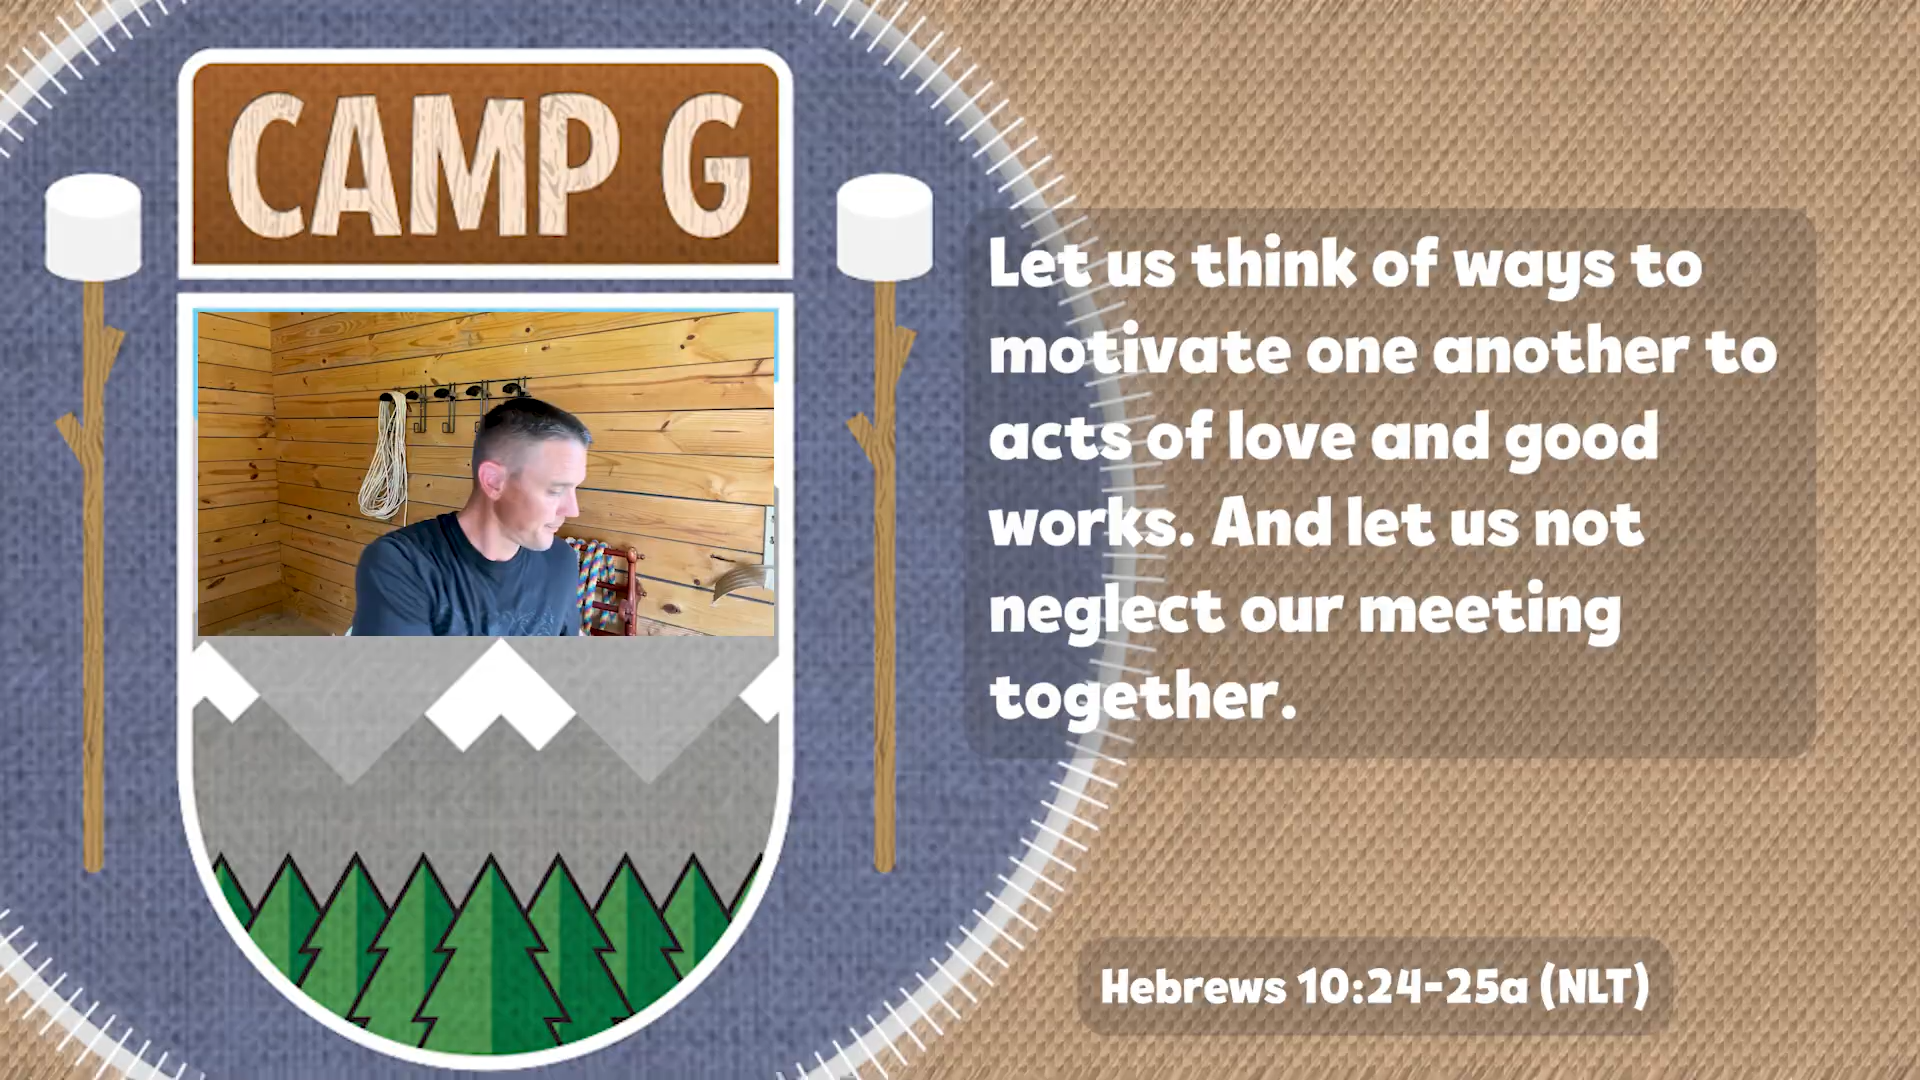 CAMP G
Let us think of ways to
motivate one another to
acts of love and good
works. And let us not
neglect our meeting
together.
Hebrews 10:24-25a (NLT)